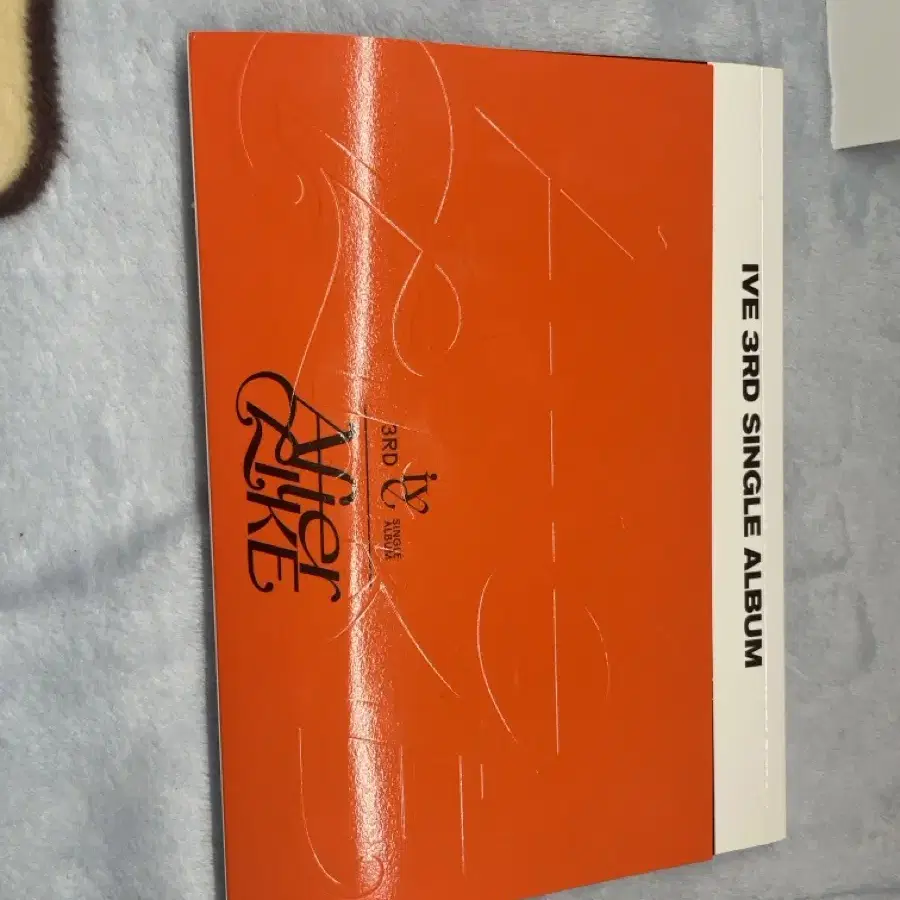 IVE 3RD SINGLE ALBUM
3RD
IVE
SINGLE
ALBUM
After
LIKE